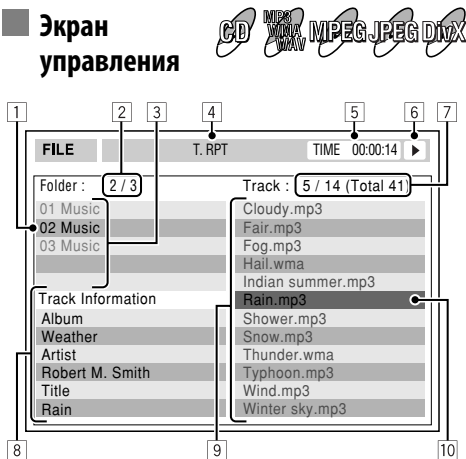 Экран
управления
CD
MP3
WMA
WAV
MPEG
JPEG
DivX
1
2
3
4
5
6
7
FILE
T. RPT
TIME 00:00:14
Folder : 2 / 3
Track : 5 / 14 (Total 41)
01 Music
02 Music
03 Music
Cloudy.mp3
Fair.mp3
Fog.mp3
Hail.wma
Indian summer.mp3
Rain.mp3
Shower.mp3
Snow.mp3
Thunder.wma
Typhoon.mp3
Wind.mp3
Winter sky.mp3
Track Information
Album
Weather
Artist
Robert M. Smith
Title
Rain
8
9
10